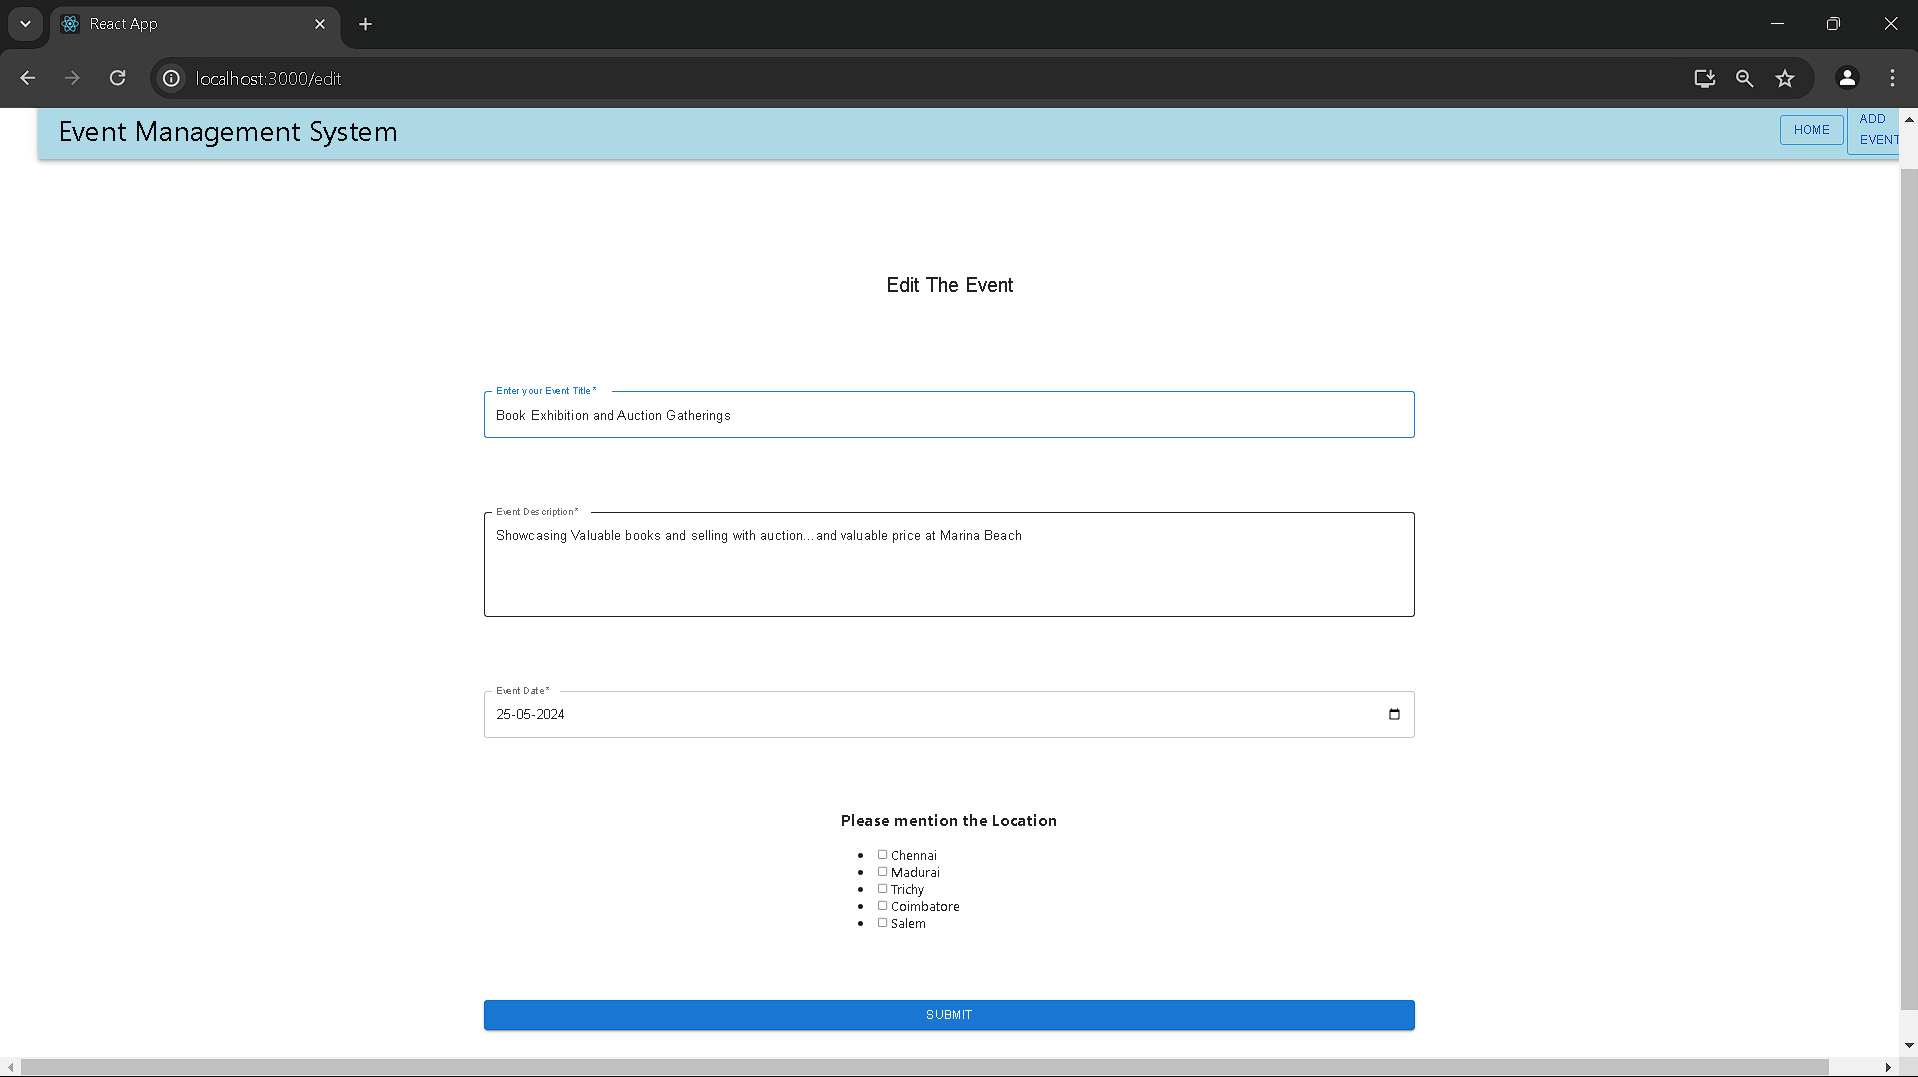 React App
localhost:3000/edit
Event Management System
HOME
ADD
EVENT
Edit The Event
Enter your Event Title *
Book Exhibition and Auction Gatherings
Event Description *
Showcasing Valuable books and selling with auction...and valuable price at Marina Beach
Event Date *
25-05-2024
Please mention the Location
Chennai
Madurai
Trichy
Coimbatore
Salem
SUBMIT